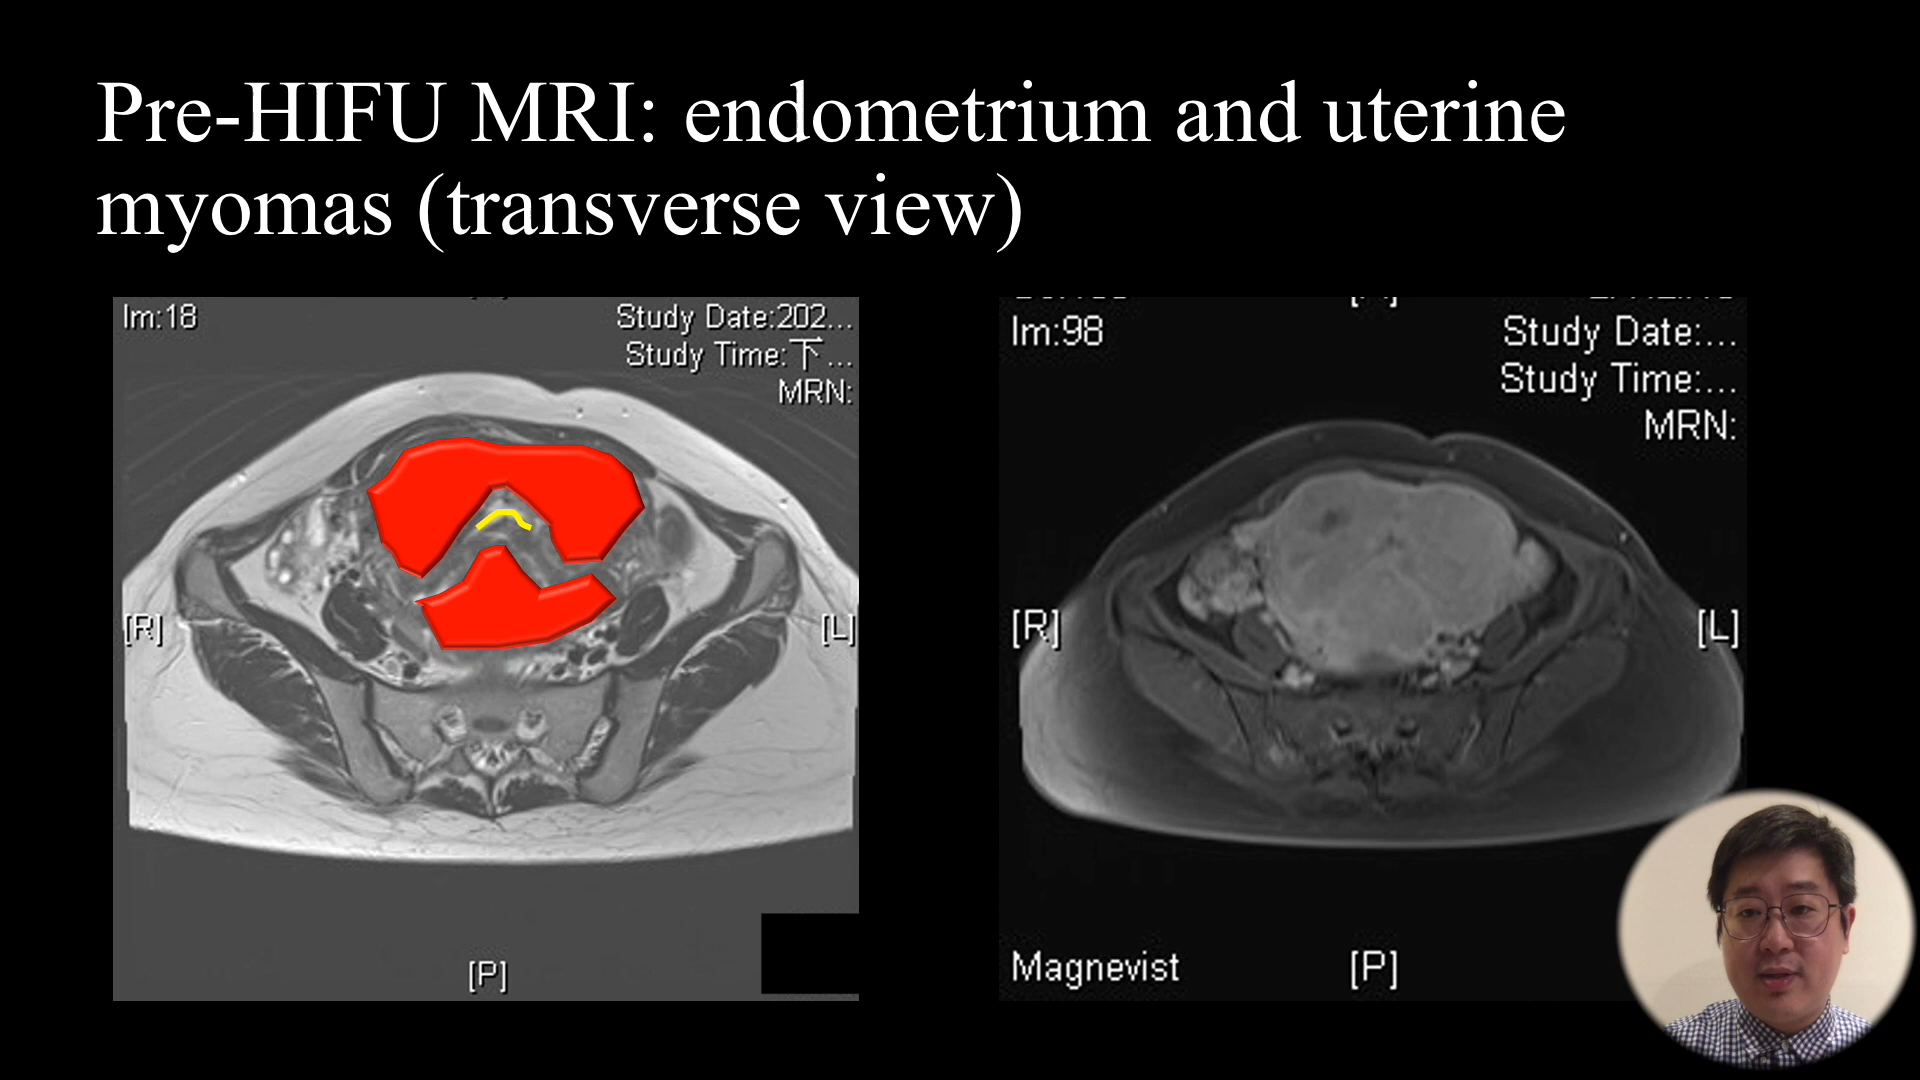 Pre-HIFU MRI: endometrium and uterine
myomas (transverse view)
Im:18
Study Date:202...
Study Time:下...
MRN:
[R]
[L]
[P]
Im:98
Study Date:...
Study Time:...
MRN:
[R]
[L]
Magnevist
[P]